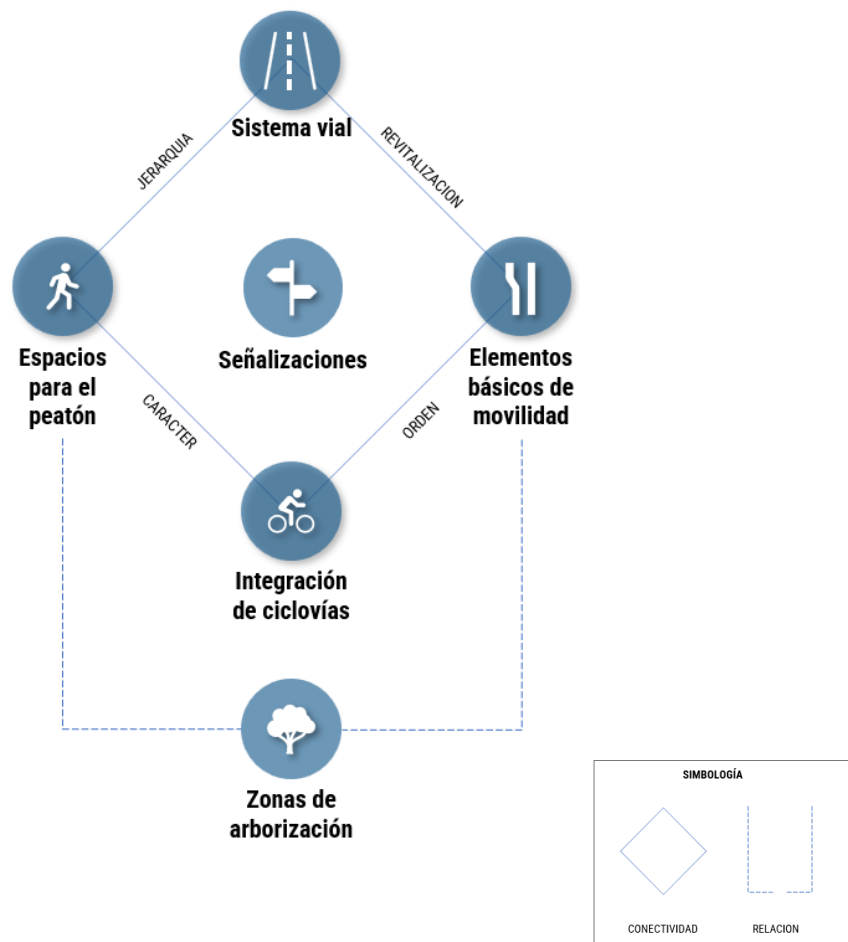 Sistema vial
JERARQUIA
REVITALIZACION
Espacios
para el
peatón
Señalizaciones
Elementos
básicos de
movilidad
CARACTER
ORDEN
Integración
de ciclovías
Zonas de
arborización
SIMBOLOGÍA
CONECTIVIDAD
RELACION